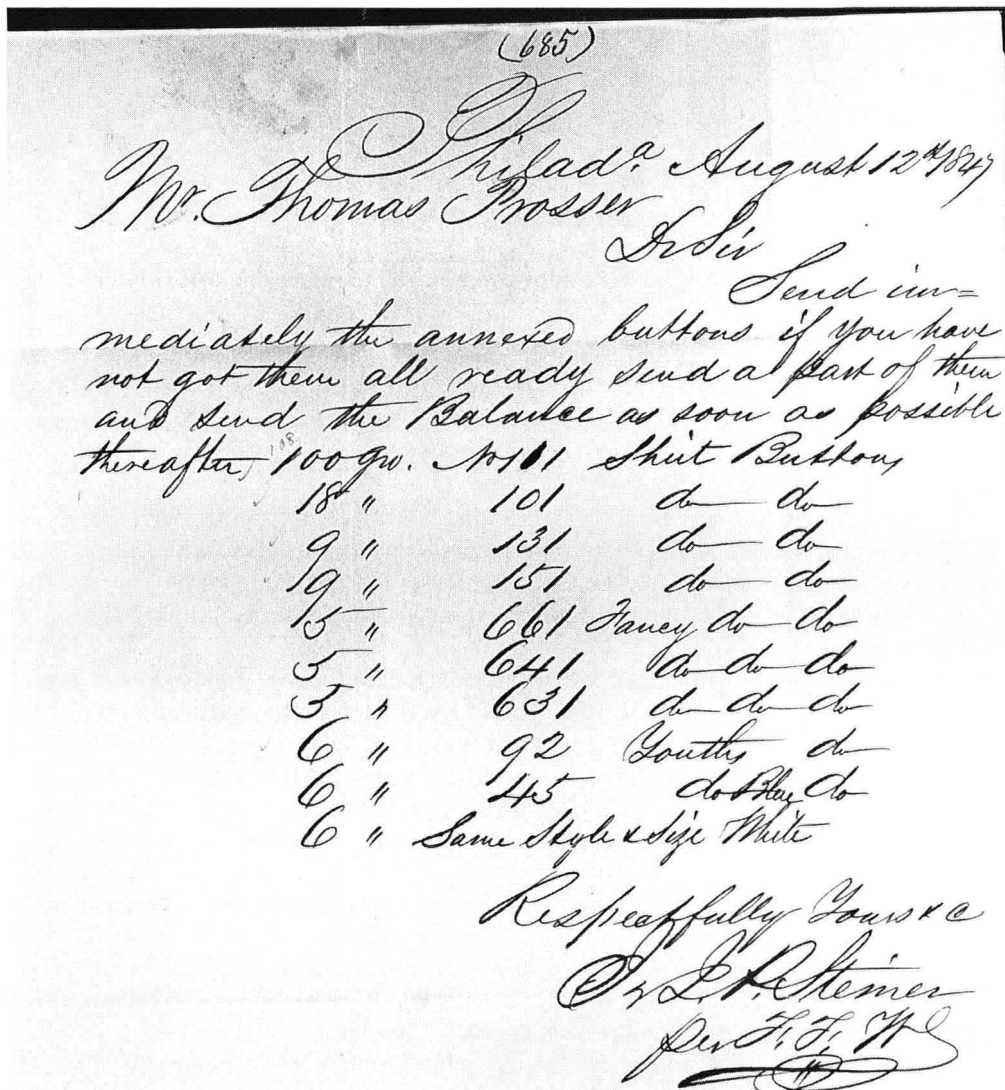 (685)
Philad.a August 12th 1847
Mr. Thomas Prosser
Dr Sir
Send im=
mediately the annexed buttons if you have
not got them all ready send a part of them
and send the Balance as soon as possible
thereafter, 100 gro. No 101 Shirt Buttons
18 " 101 do do
9 " 131 do do
9 " 151 do do
5 " 661 Fancy do do
5 " 641 do do do
5 " 631 do do do
6 " 92 Youths do
6 " 45 do Blue do
6 " Same Style & Size White
Respectfully Yours & c
Steiner
per F. F. W